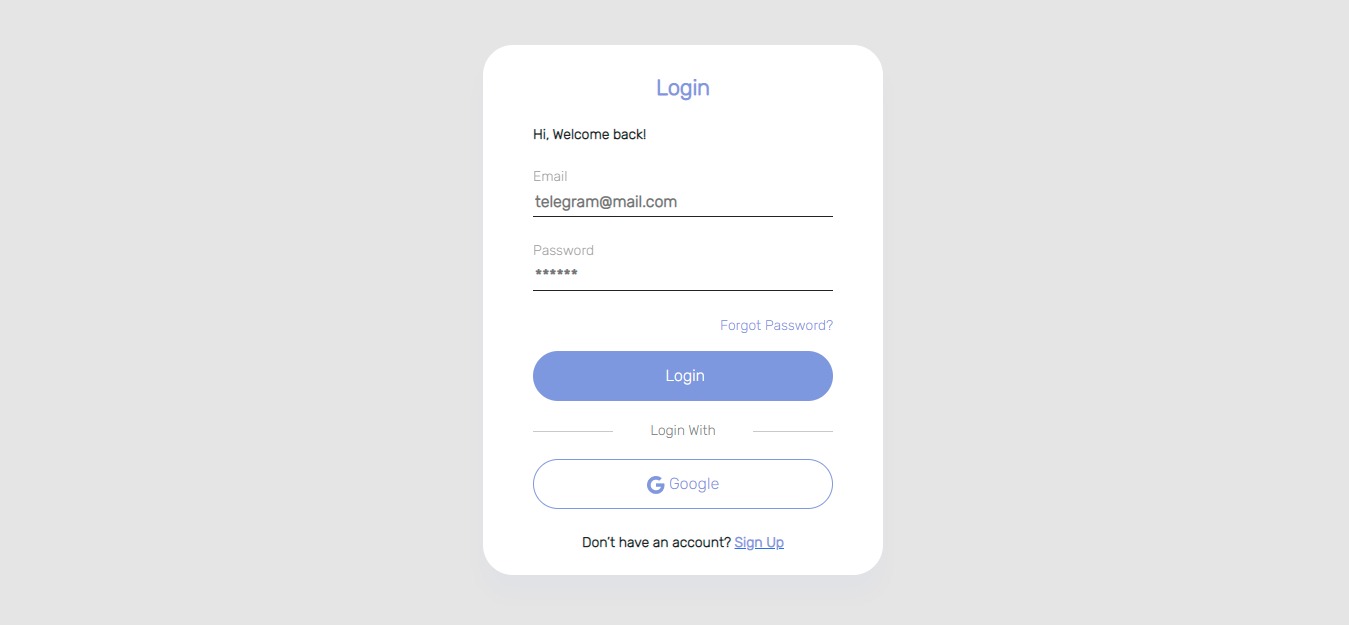 Login
Hi, Welcome back!
Email
telegram@mail.com
Password
******
Forgot Password?
Login
Login With
Google
Don't have an account? Sign Up